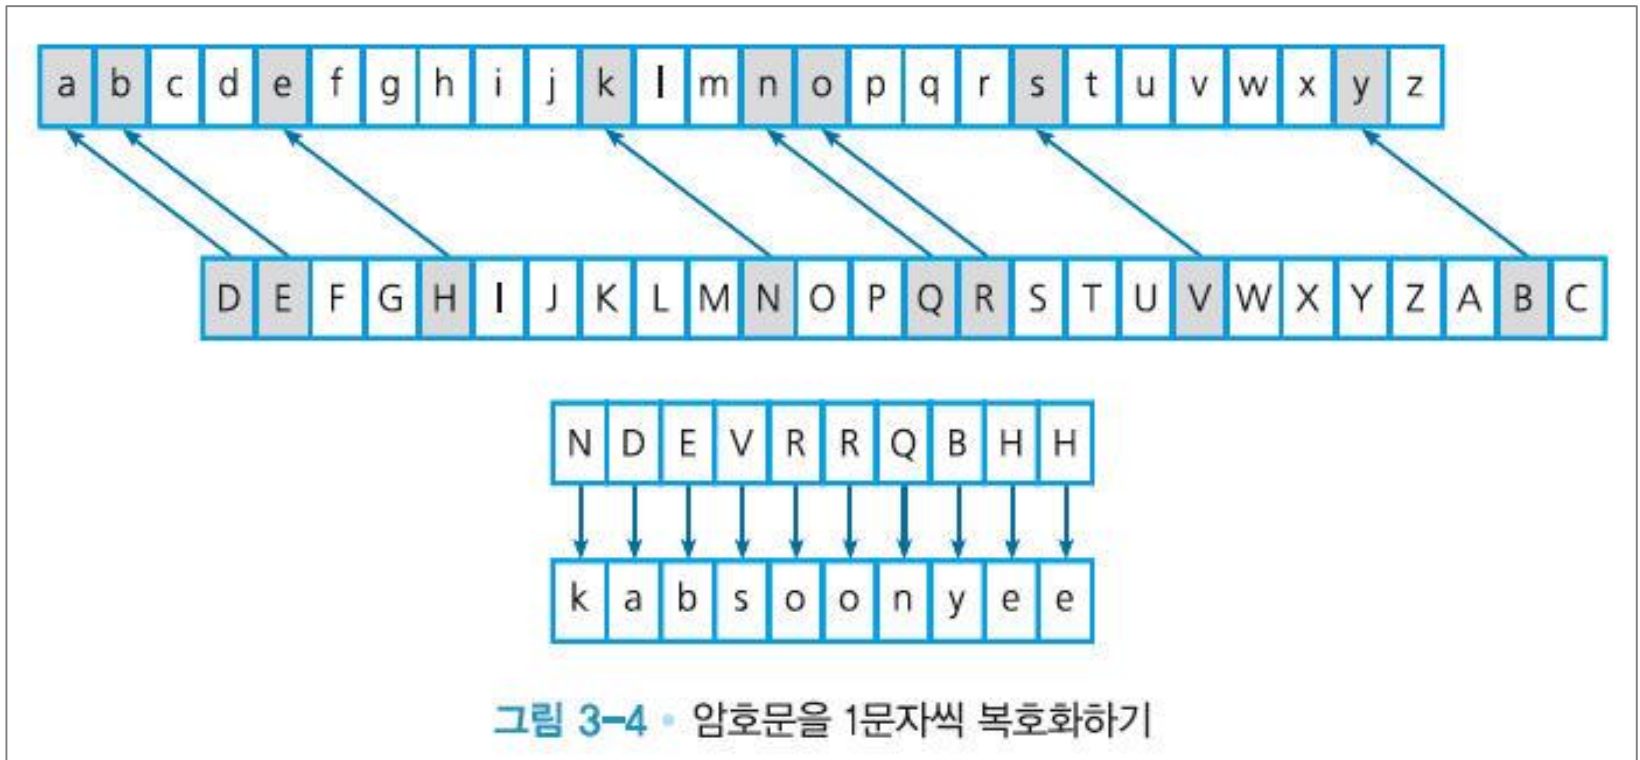 a b c d e f g h i j k l m n o p q r s t u v w x y z
D E F G H I J K L M N O P Q R S T U V W X Y Z A B C
N D E V R R Q B H H
k a b s o o n y e e
그림 3-4 • 암호문을 1문자씩 복호화하기